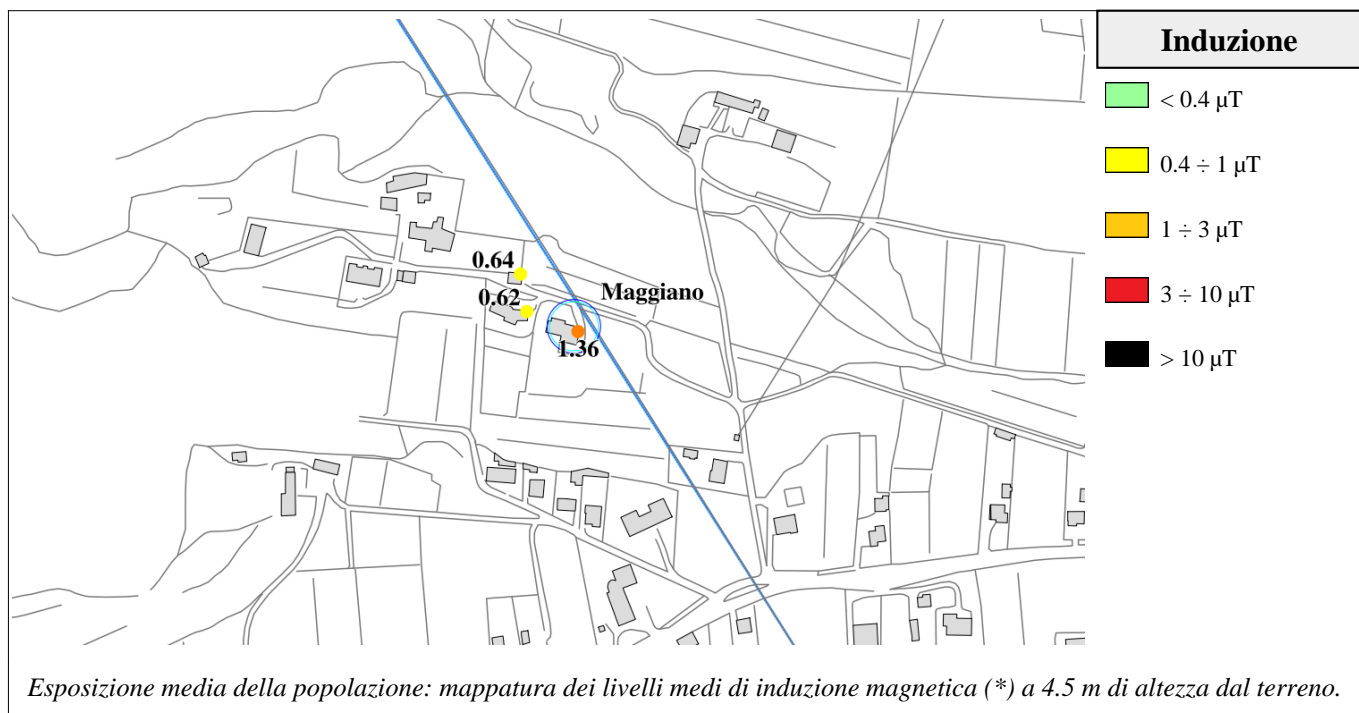 Induzione
< 0.4 µT
0.4 ÷ 1 µT
1 ÷ 3 µT
3 ÷ 10 µT
> 10 µT
0.64
0.62
Maggiano
1.36
Esposizione media della popolazione: mappatura dei livelli medi di induzione magnetica (*) a 4.5 m di altezza dal terreno.